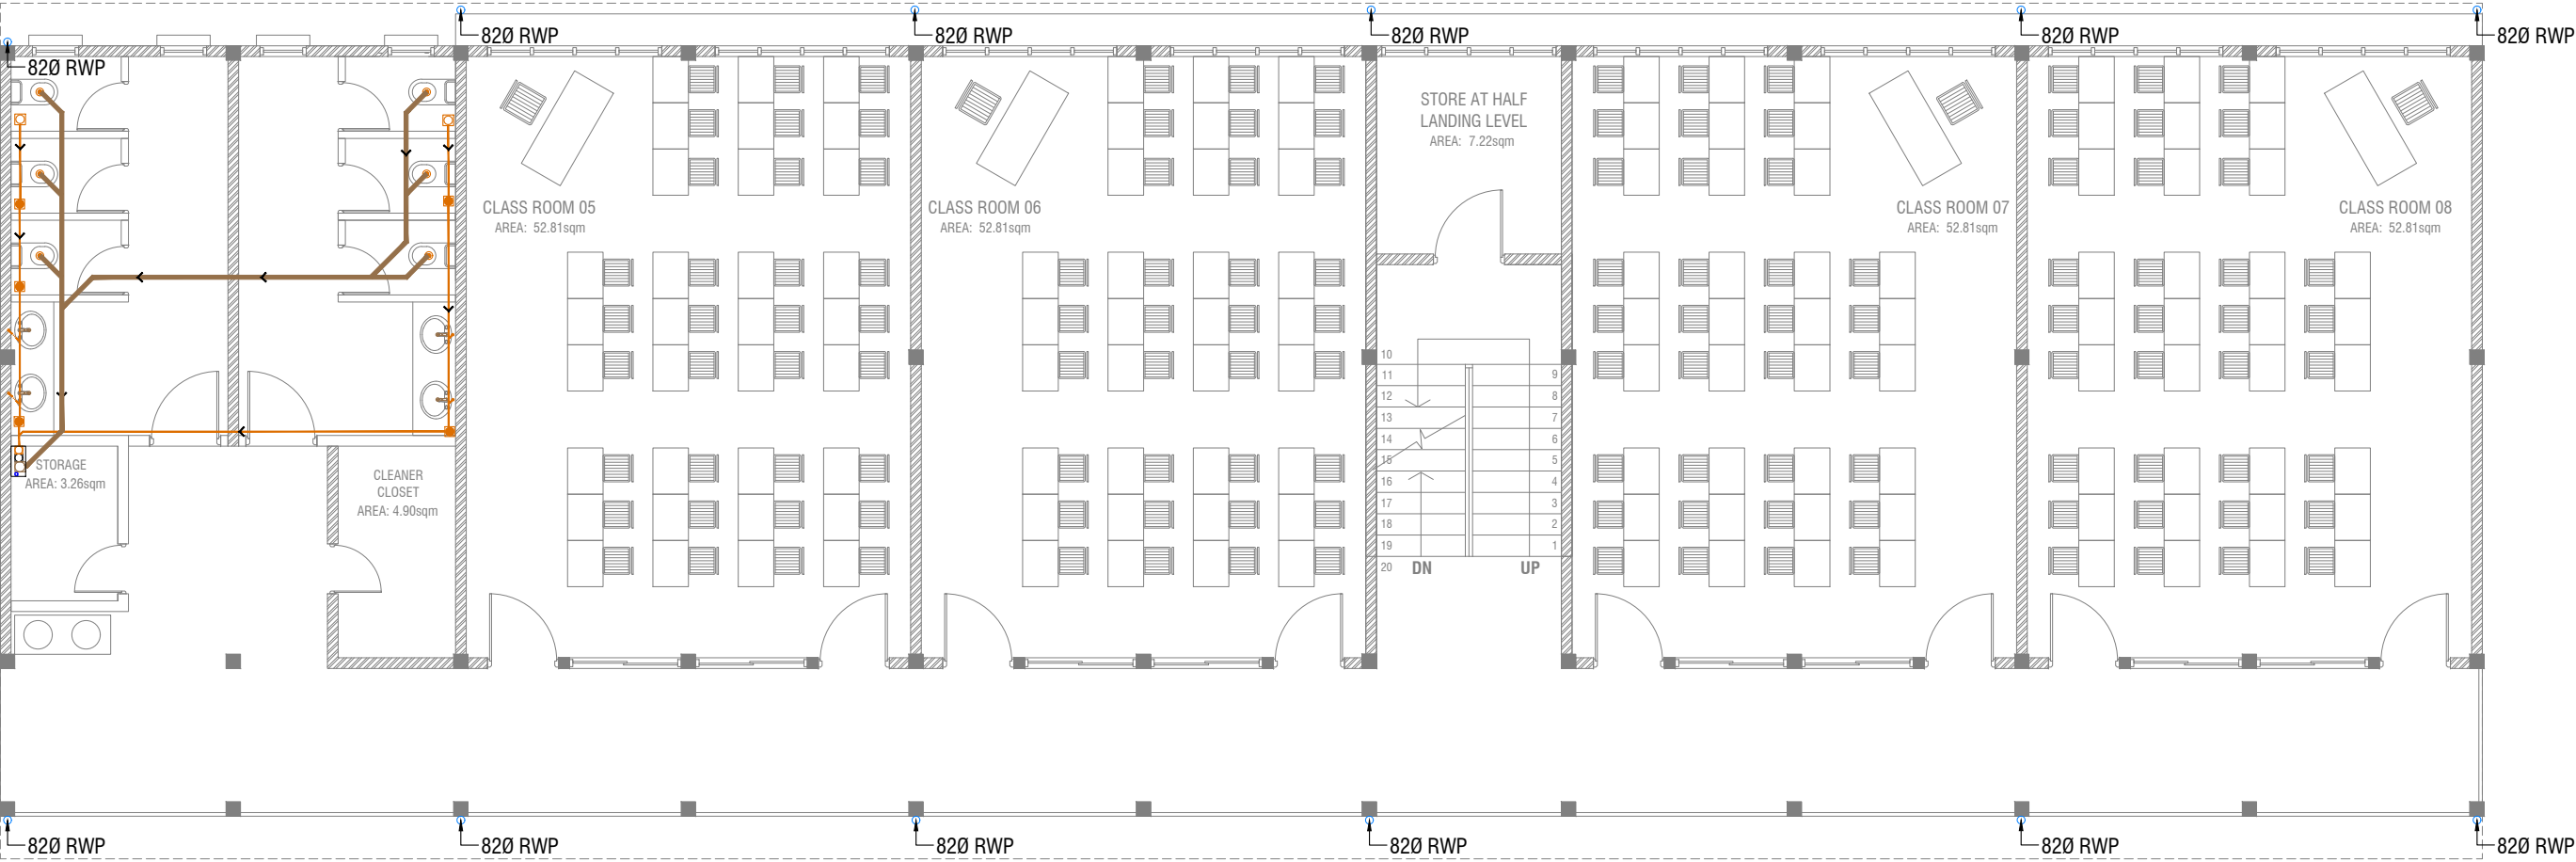 82Ø RWP
82Ø RWP
82Ø RWP
82Ø RWP
82Ø RWP
82Ø RWP
STORE AT HALF
LANDING LEVEL
AREA: 7.22sqm
CLASS ROOM 05
AREA: 52.81sqm
CLASS ROOM 06
AREA: 52.81sqm
CLASS ROOM 07
AREA: 52.81sqm
CLASS ROOM 08
AREA: 52.81sqm
10
11
12
13
14
15
16
17
18
19
20
9
8
7
6
5
4
3
2
1
DN
UP
STORAGE
AREA: 3.26sqm
CLEANER
CLOSET
AREA: 4.90sqm
82Ø RWP
82Ø RWP
82Ø RWP
82Ø RWP
82Ø RWP
82Ø RWP